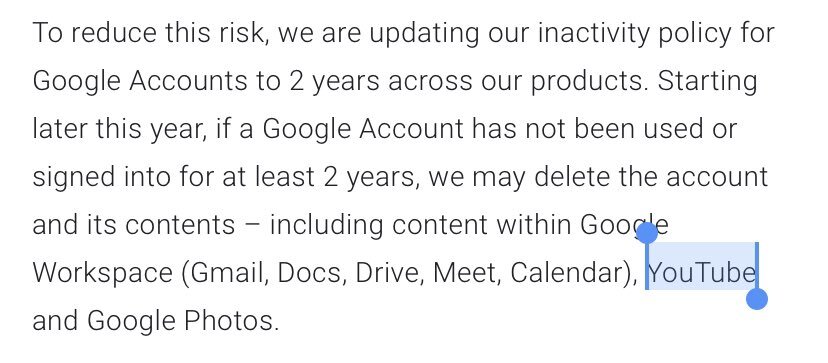 To reduce this risk, we are updating our inactivity policy for
Google Accounts to 2 years across our products. Starting
later this year, if a Google Account has not been used or
signed into for at least 2 years, we may delete the account
and its contents – including content within Google
Workspace (Gmail, Docs, Drive, Meet, Calendar), YouTube
and Google Photos.